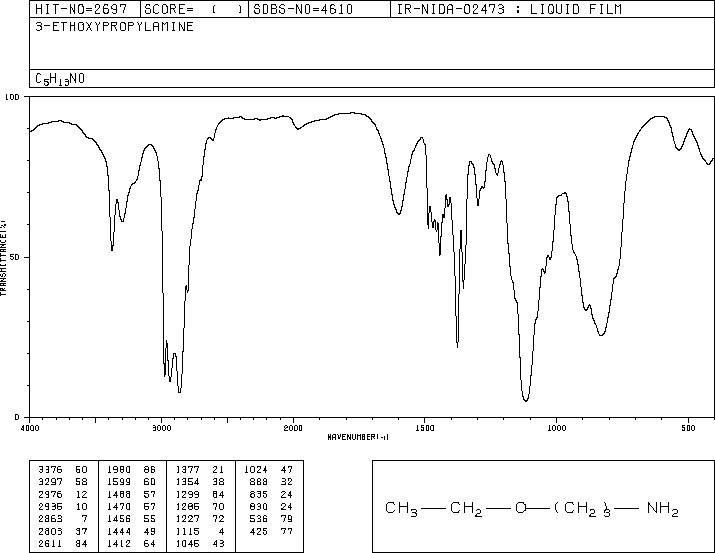 HIT-NO=2697 SCORE= ( ) SDBS-NO=4610 IR-NIDA-02473 : LIQUID FILM
3-ETHOXYPROPYLAMINE
C5H13NO
100
TRANSMITTANCE(%)
50
0
4000 3000 2000 1500 1000 500
WAVENUMBER(-1)
3376 60 1980 86 1377 21 1024 47
3297 58 1599 60 1354 38 888 32
2976 12 1488 57 1299 64 835 24
2935 10 1470 57 1285 70 830 24
2863 7 1456 55 1227 72 536 79
2803 37 1444 49 1115 4 425 77
2611 84 1412 64 1045 43
CH3—CH2—O—(CH2)3—NH2